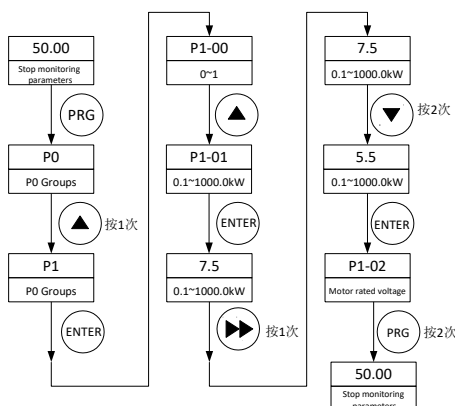 50.00
Stop monitoring
parameters
PRG
P0
P0 Groups
按1次
P1
P0 Groups
ENTER
P1-00
0~1
P1-01
0.1~1000.0kW
ENTER
7.5
0.1~1000.0kW
按1次
7.5
0.1~1000.0kW
按2次
5.5
0.1~1000.0kW
ENTER
P1-02
Motor rated voltage
PRG
按2次
50.00
Stop monitoring
parameters